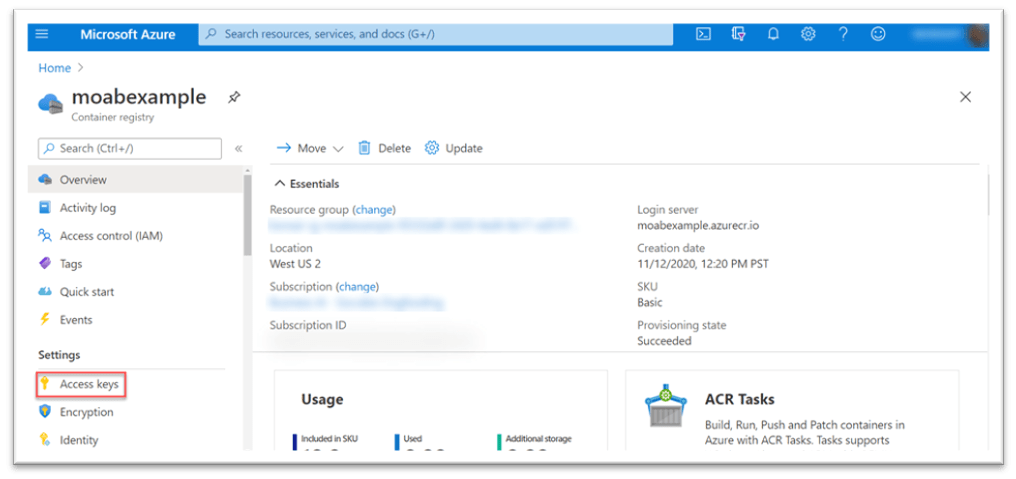 Microsoft Azure
Search resources, services, and docs (G+/)
Home >
moabexample
Container registry
Search (Ctrl+/)
«
Move
Delete
Update
Overview
Activity log
Access control (IAM)
Tags
Quick start
Events
Settings
Access keys
Encryption
Identity
Essentials
Resource group (change)
Location
West US 2
Subscription (change)
Subscription ID
Login server
moabexample.azurecr.io
Creation date
11/12/2020, 12:20 PM PST
SKU
Basic
Provisioning state
Succeeded
Usage
Included in SKU
Used
Additional storage
ACR Tasks
Build, Run, Push and Patch containers in
Azure with ACR Tasks. Tasks supports